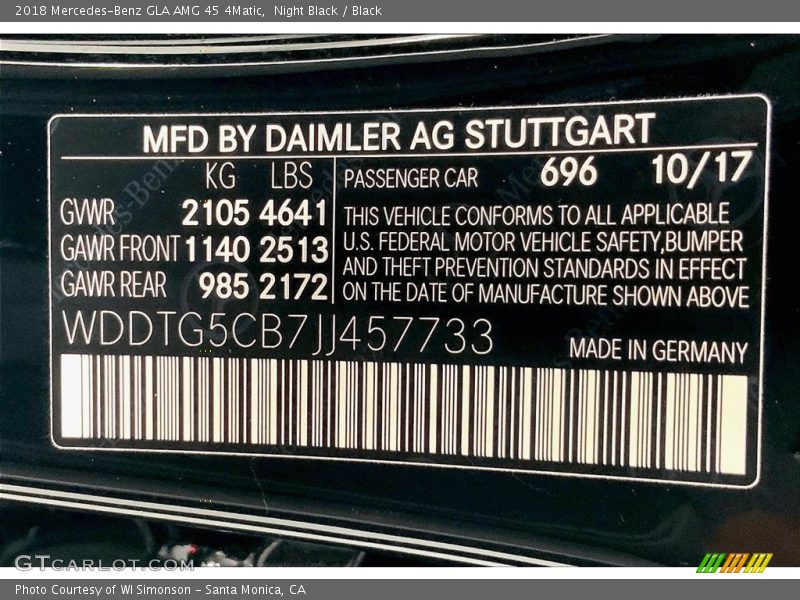 2018 Mercedes-Benz GLA AMG 45 4Matic, Night Black / Black
MFD BY DAIMLER AG STUTTGART
KG LBS
GVWR 2105 4641
GAWR FRONT 1140 2513
GAWR REAR 985 2172
PASSENGER CAR 696 10/17
THIS VEHICLE CONFORMS TO ALL APPLICABLE
U.S. FEDERAL MOTOR VEHICLE SAFETY,BUMPER
AND THEFT PREVENTION STANDARDS IN EFFECT
ON THE DATE OF MANUFACTURE SHOWN ABOVE
WDDTG5CB7JJ457733
MADE IN GERMANY
GTCARLOT.COM
Photo Courtesy of WI Simonson - Santa Monica, CA